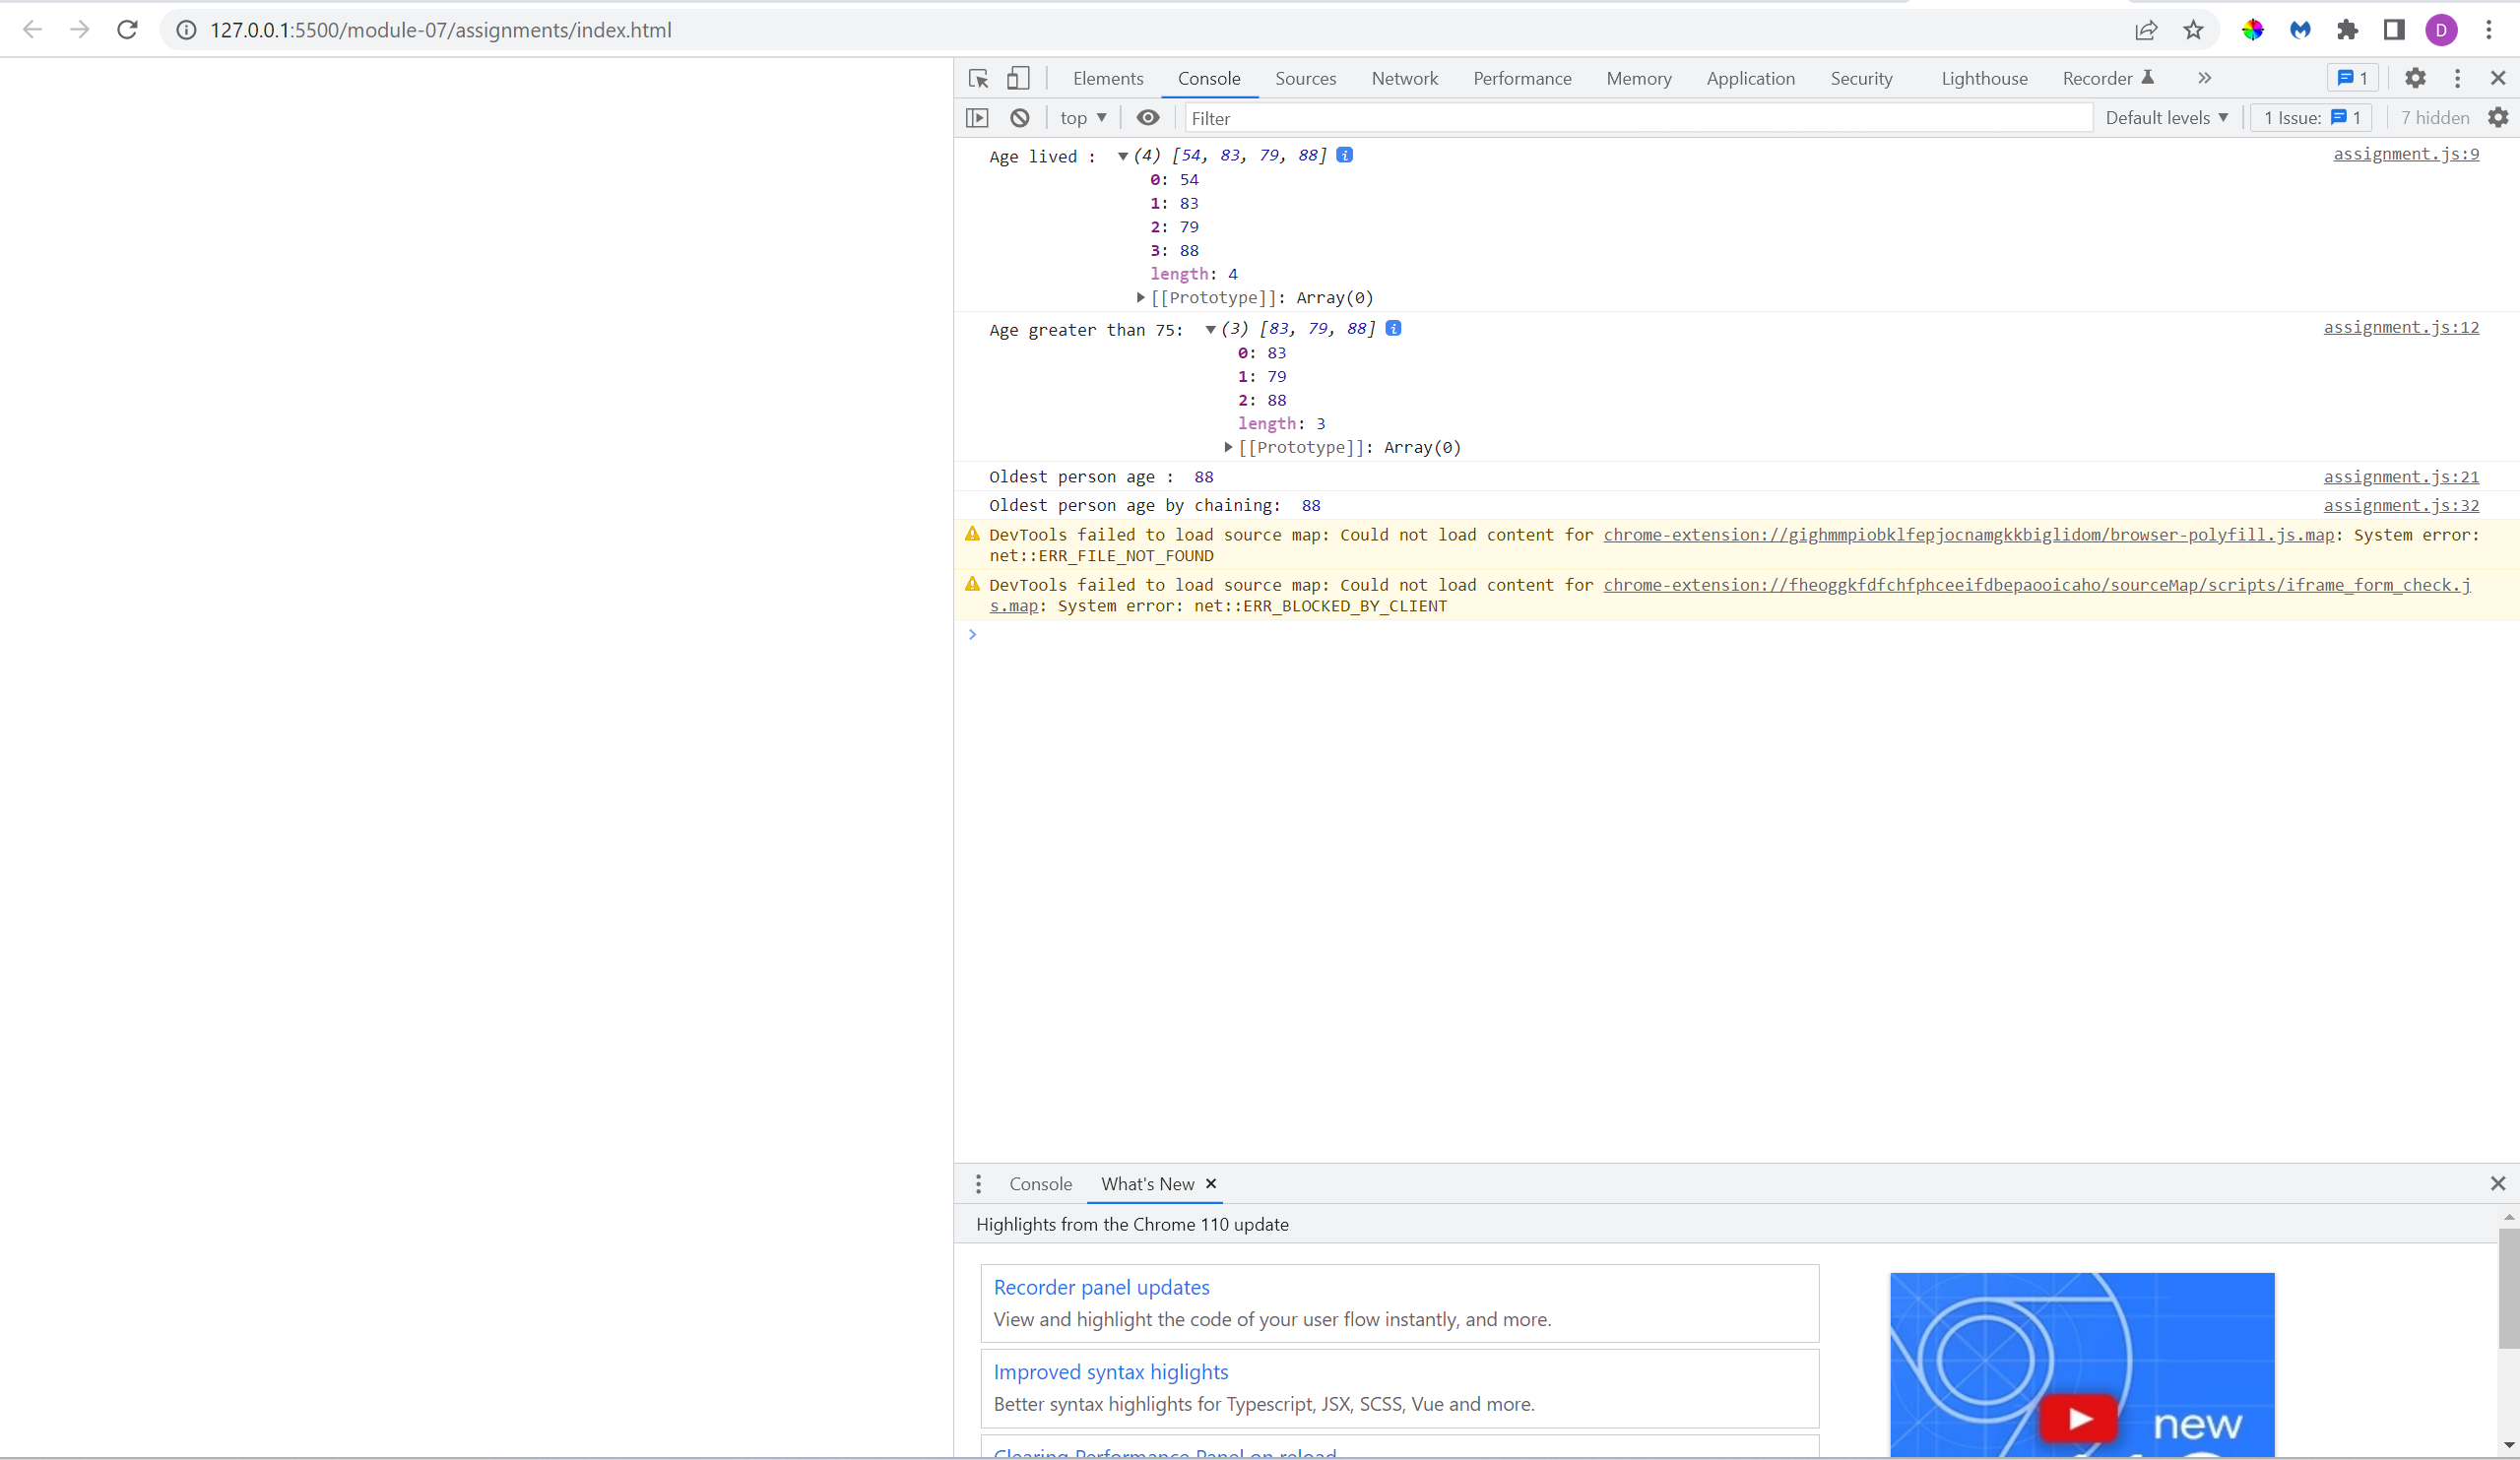 127.0.0.1:5500/module-07/assignments/index.html
D
Elements Console Sources Network Performance Memory Application Security Lighthouse Recorder 1
top Filter Default levels 1 Issue: 1 7 hidden
Age lived : (4) [54, 83, 79, 88] i assignment.js:9
0: 54
1: 83
2: 79
3: 88
length: 4
[[Prototype]]: Array(0)
Age greater than 75: (3) [83, 79, 88] i assignment.js:12
0: 83
1: 79
2: 88
length: 3
[[Prototype]]: Array(0)
Oldest person age : 88 assignment.js:21
Oldest person age by chaining: 88 assignment.js:32
DevTools failed to load source map: Could not load content for chrome-extension://gighmmpiobklfepjocnamgkkbiglidom/browser-polyfill.js.map: System error:
net::ERR_FILE_NOT_FOUND
DevTools failed to load source map: Could not load content for chrome-extension://fheoggkfdfchfphceeifdbepaooicaho/sourceMap/scripts/iframe_form_check.j
s.map: System error: net::ERR_BLOCKED_BY_CLIENT
Console What's New
Highlights from the Chrome 110 update
Recorder panel updates
View and highlight the code of your user flow instantly, and more.
Improved syntax higlights
Better syntax highlights for Typescript, JSX, SCSS, Vue and more.
Clearing Performance Panel on reload
new